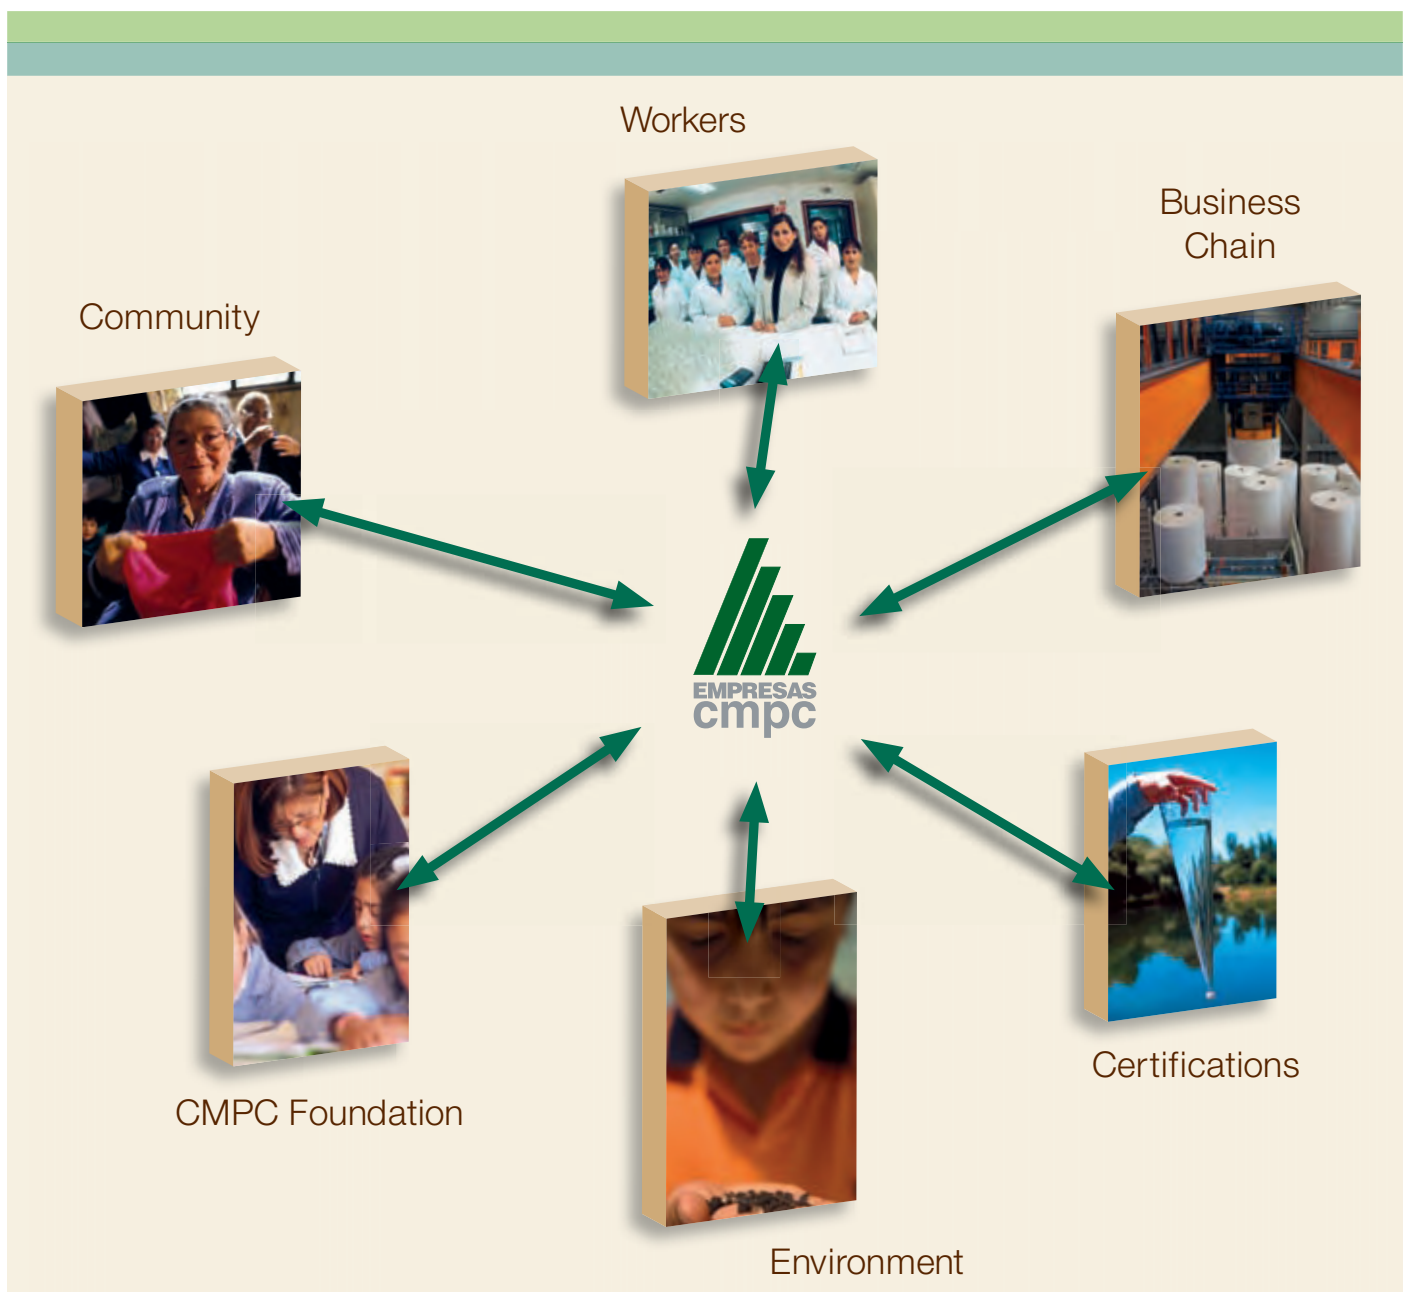 Workers
Business
Chain
Community
EMPRESAS
cmpc
Certifications
CMPC Foundation
Environment